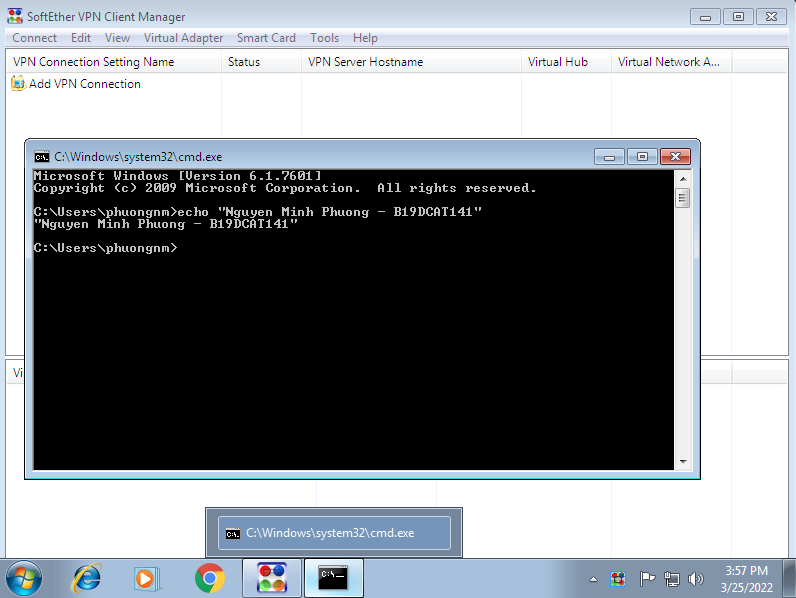 SoftEther VPN Client Manager
Connect Edit View Virtual Adapter Smart Card Tools Help
VPN Connection Setting Name Status VPN Server Hostname Virtual Hub Virtual Network A...
Add VPN Connection
C:\Windows\system32\cmd.exe
Microsoft Windows [Version 6.1.7601]
Copyright (c) 2009 Microsoft Corporation. All rights reserved.
C:\Users\phuongnm>echo "Nguyen Minh Phuong - B19DCAT141"
"Nguyen Minh Phuong - B19DCAT141"
C:\Users\phuongnm>
Vi
C:\Windows\system32\cmd.exe
3:57 PM
3/25/2022